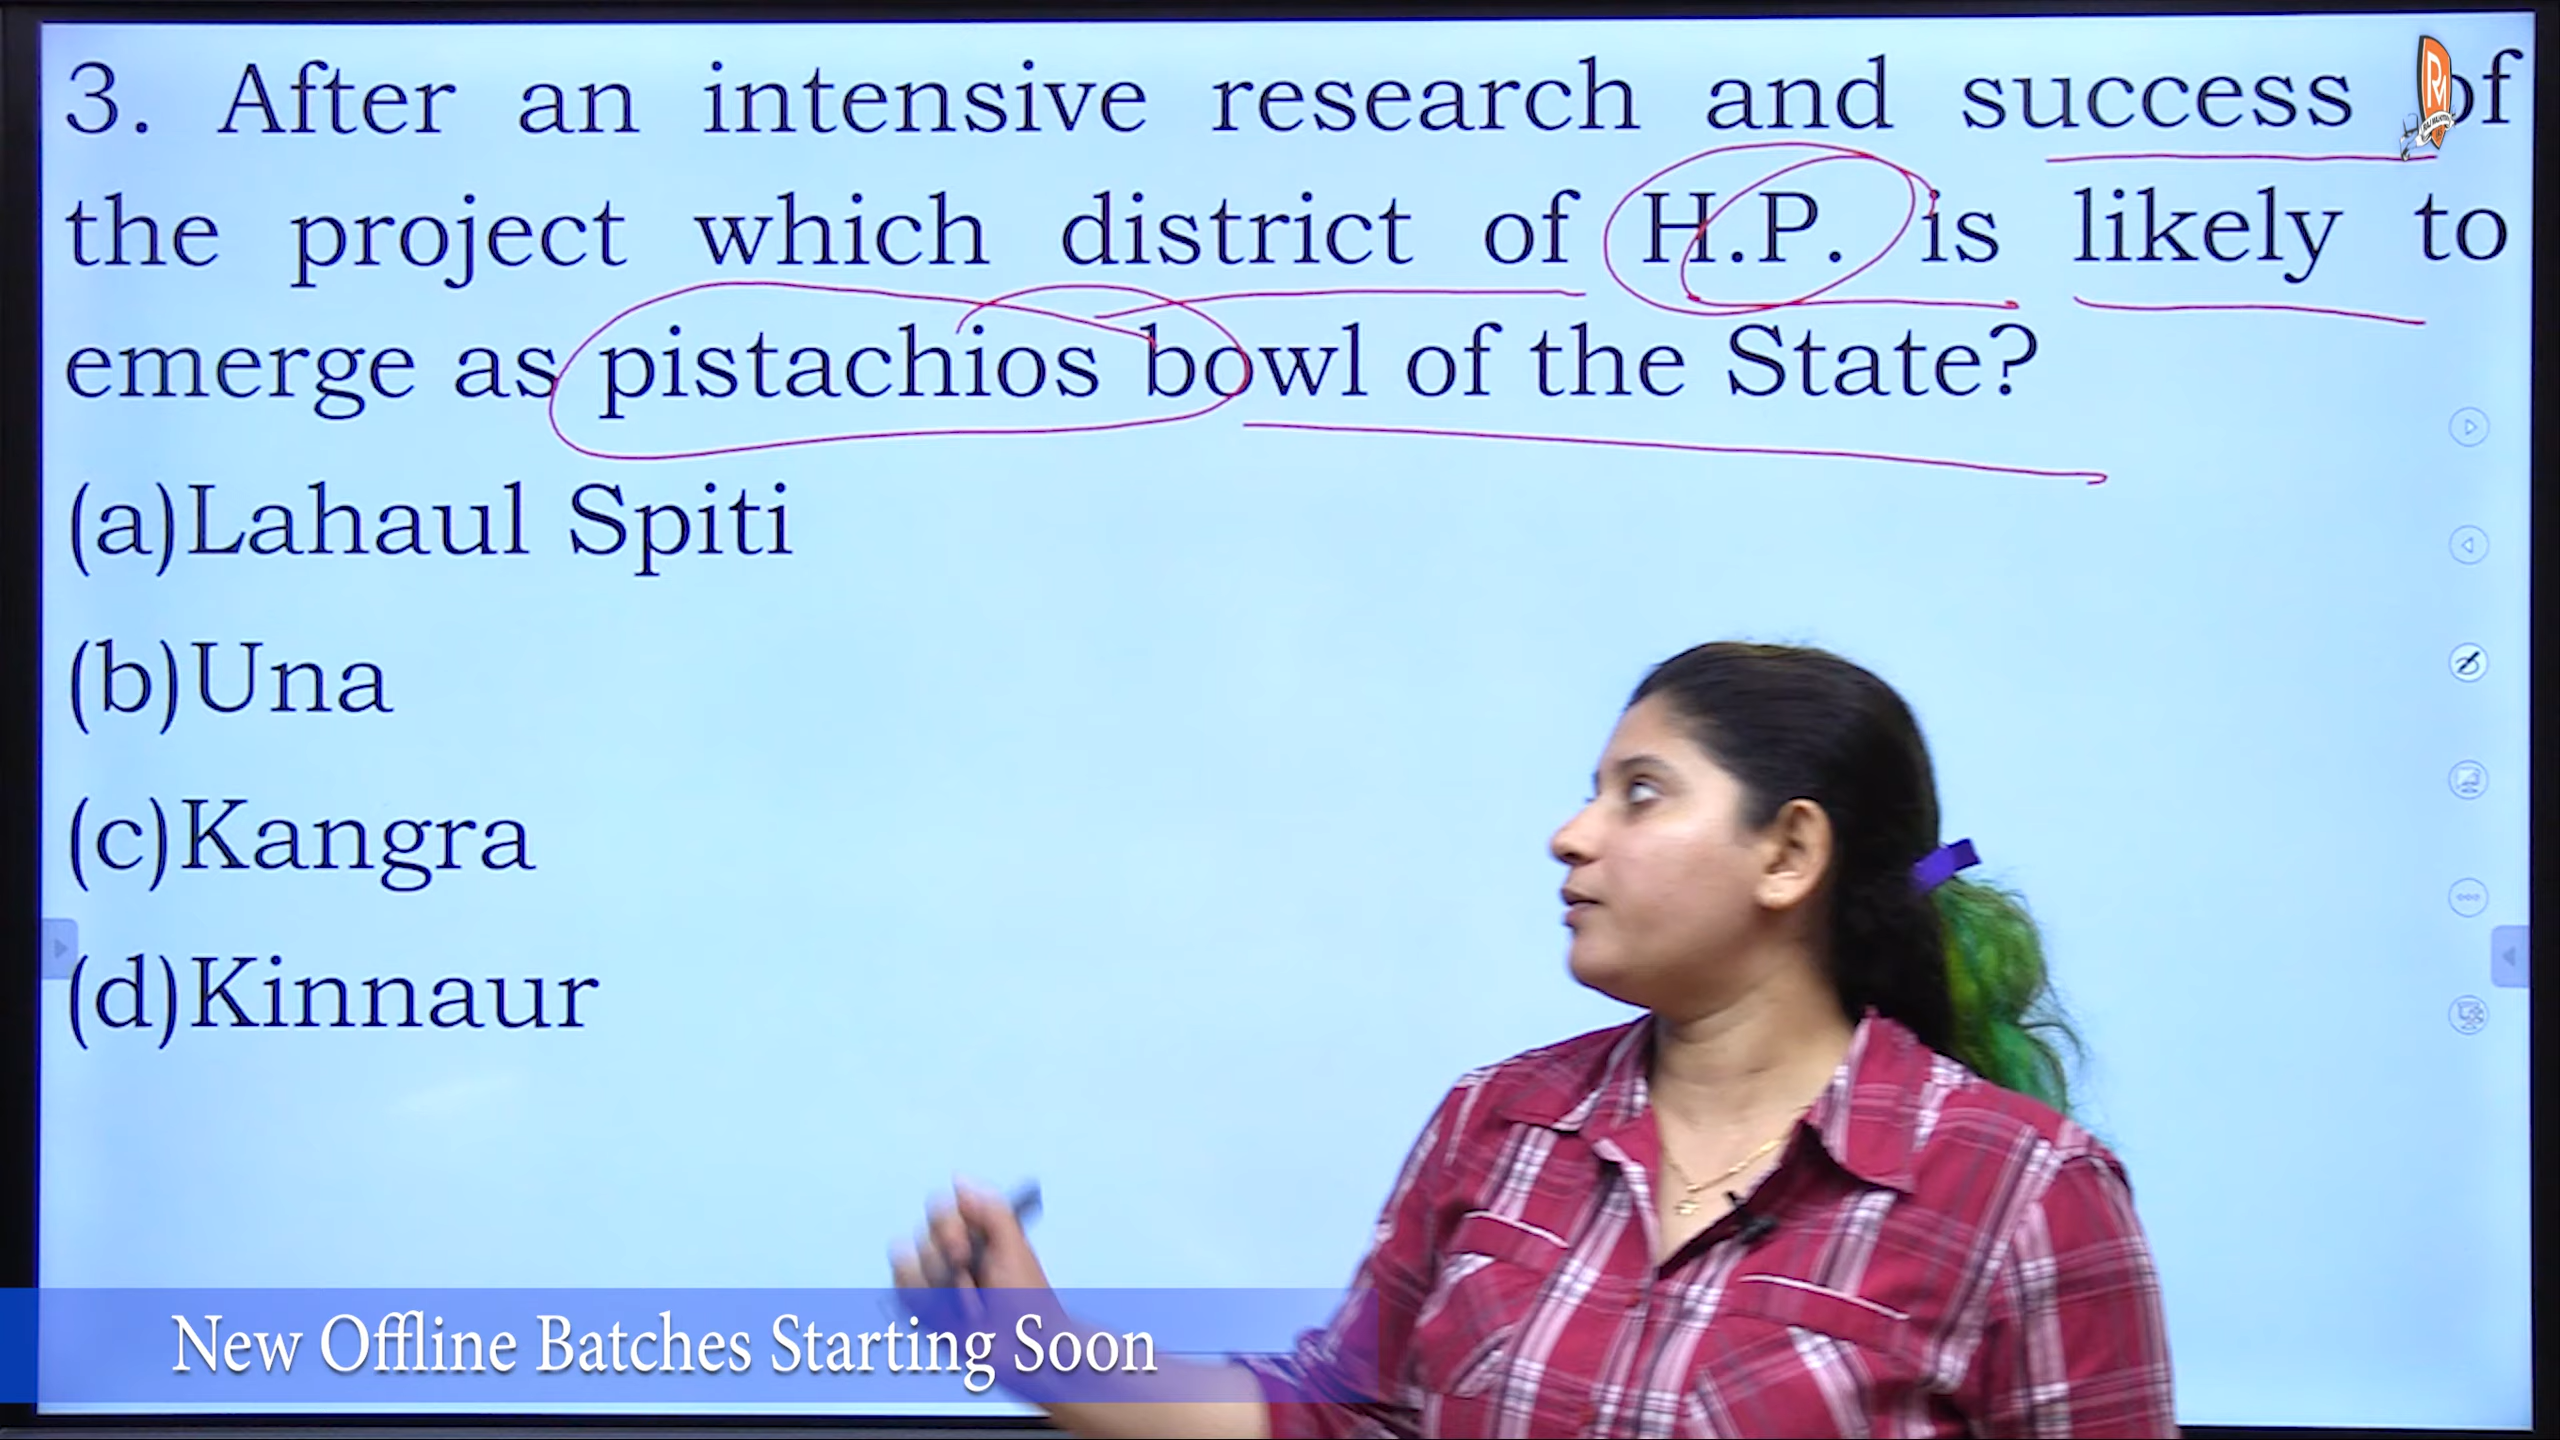 3. After an intensive research and success of
the project which district of H.P. is likely to
emerge as pistachios bowl of the State?
(a)Lahaul Spiti
(b)Una
(c)Kangra
(d)Kinnaur
New Offline Batches Starting Soon